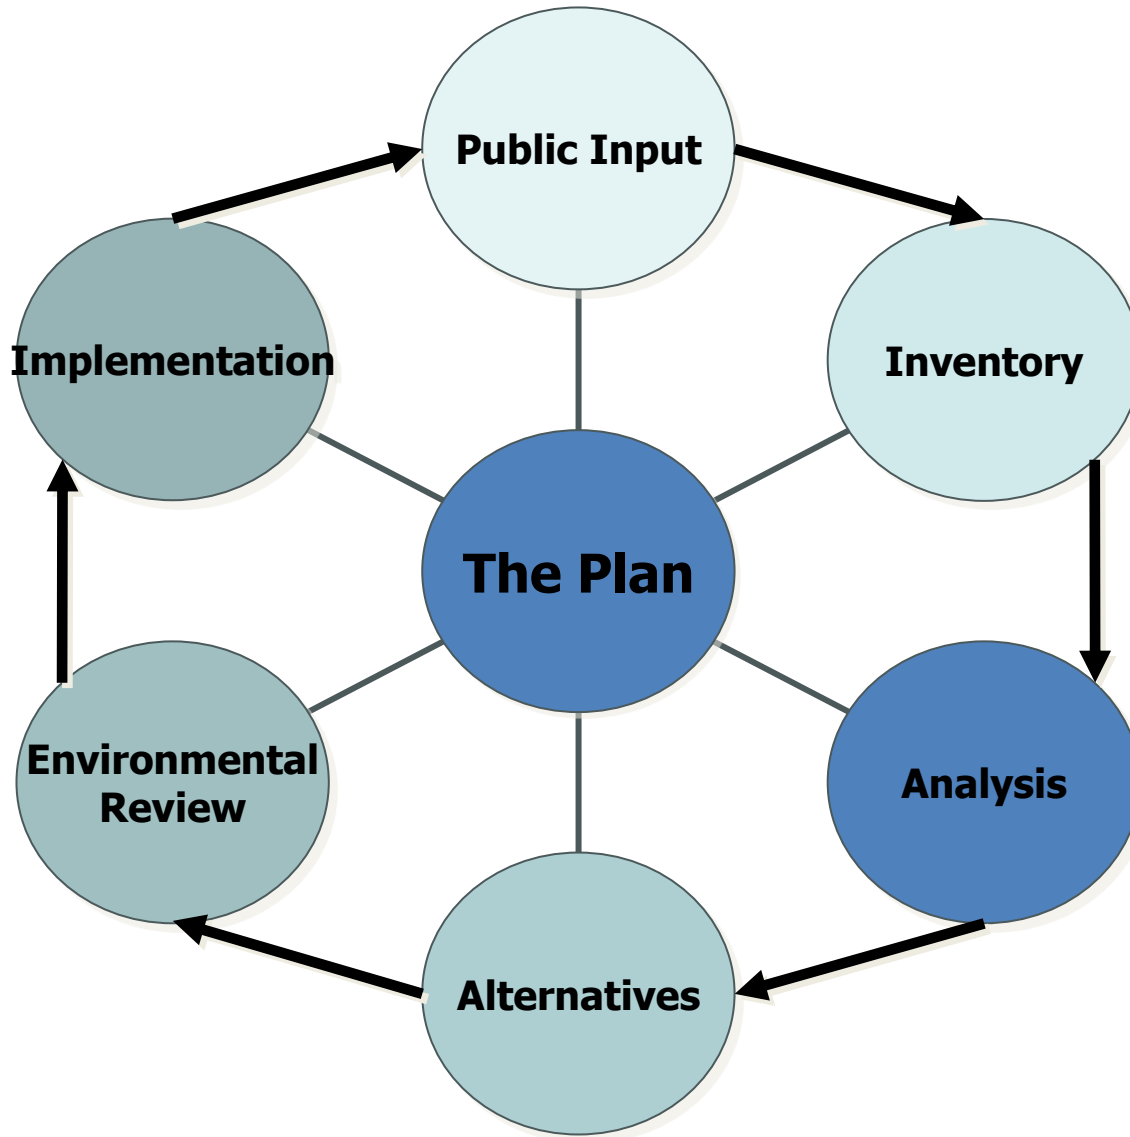 Public Input
Implementation
Inventory
The Plan
Environmental
Review
Analysis
Alternatives